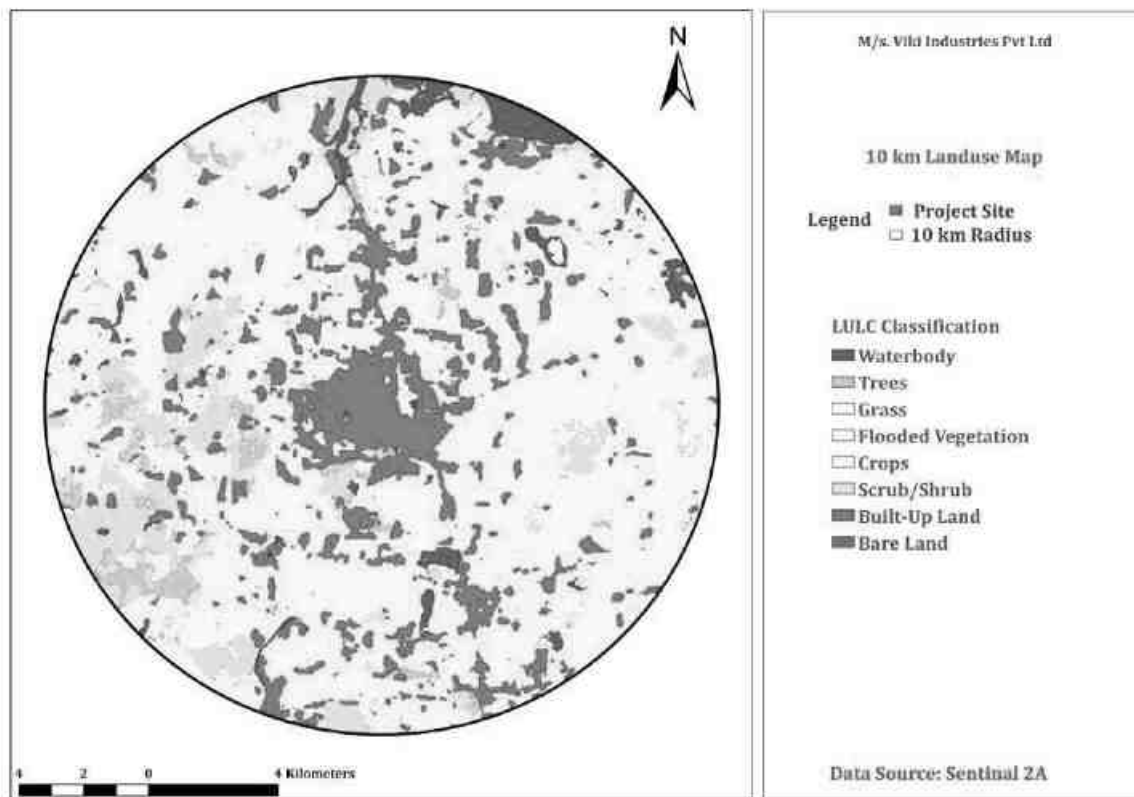 N
4 2 0 4 Kilometers
M/s. Viki Industries Pvt Ltd
10 km Landuse Map
Legend
Project Site
10 km Radius
LULC Classification
Waterbody
Trees
Grass
Flooded Vegetation
Crops
Scrub/Shrub
Built-Up Land
Bare Land
Data Source: Sentinal 2A